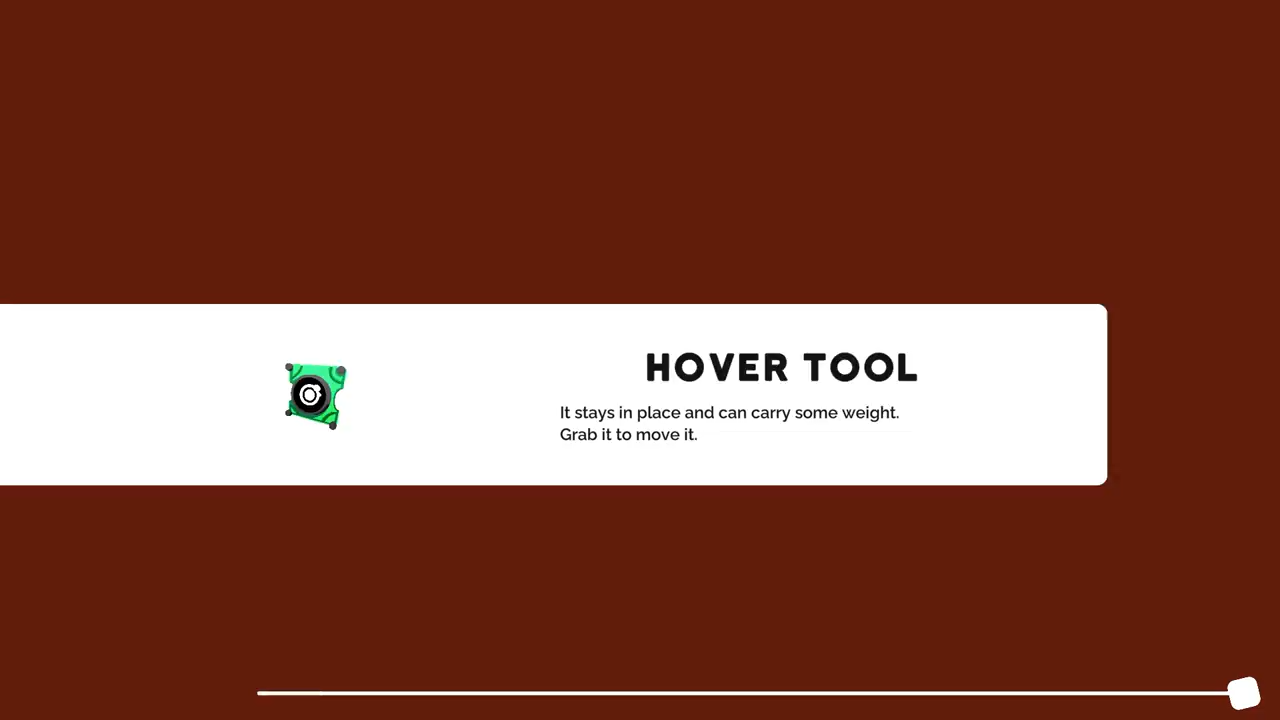 HOVER TOOL
It stays in place and can carry some weight.
Grab it to move it.